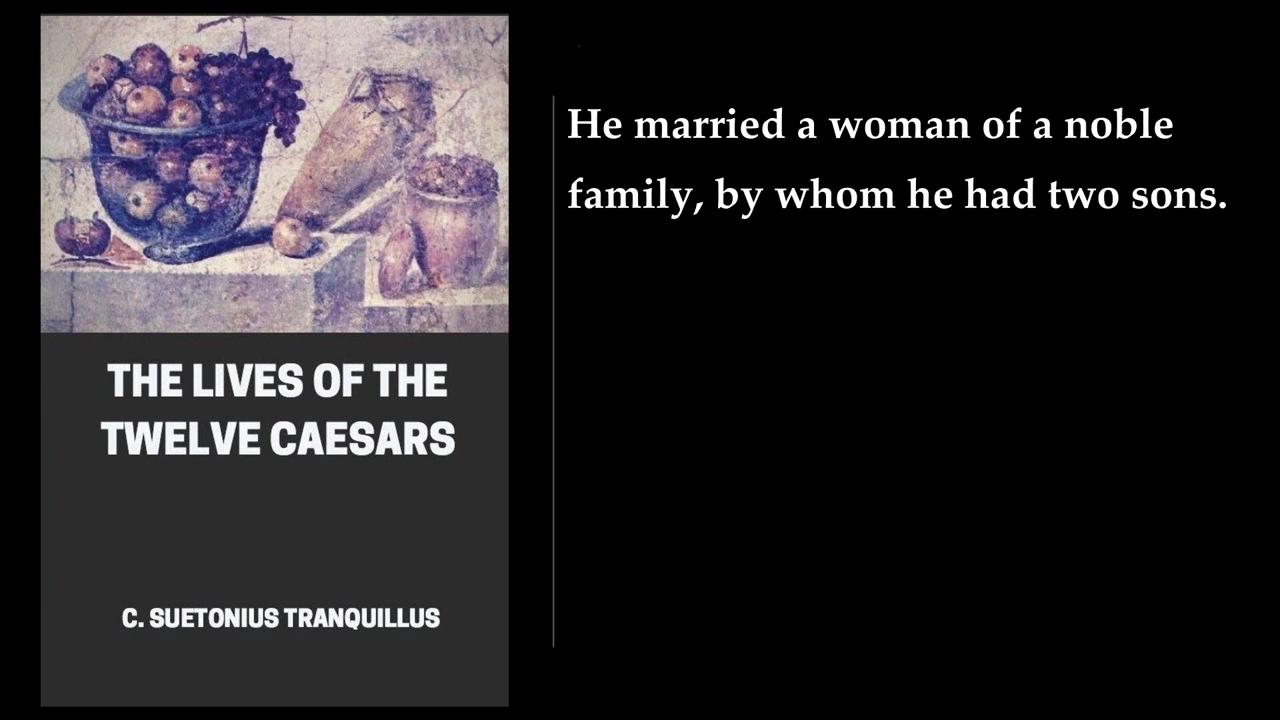 THE LIVES OF THE
TWELVE CAESARS
C. SUETONIUS TRANQUILLUS
He married a woman of a noble
family, by whom he had two sons.